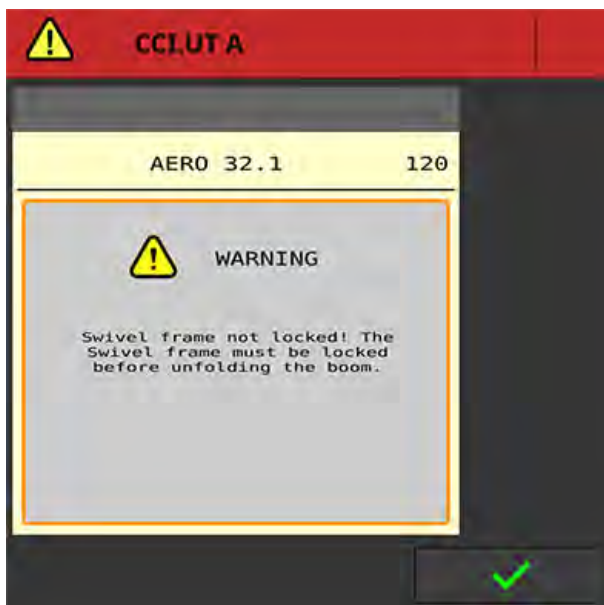 CCI.UT A
AERO 32.1 120
WARNING
Swivel frame not locked! The
Swivel frame must be locked
before unfolding the boom.